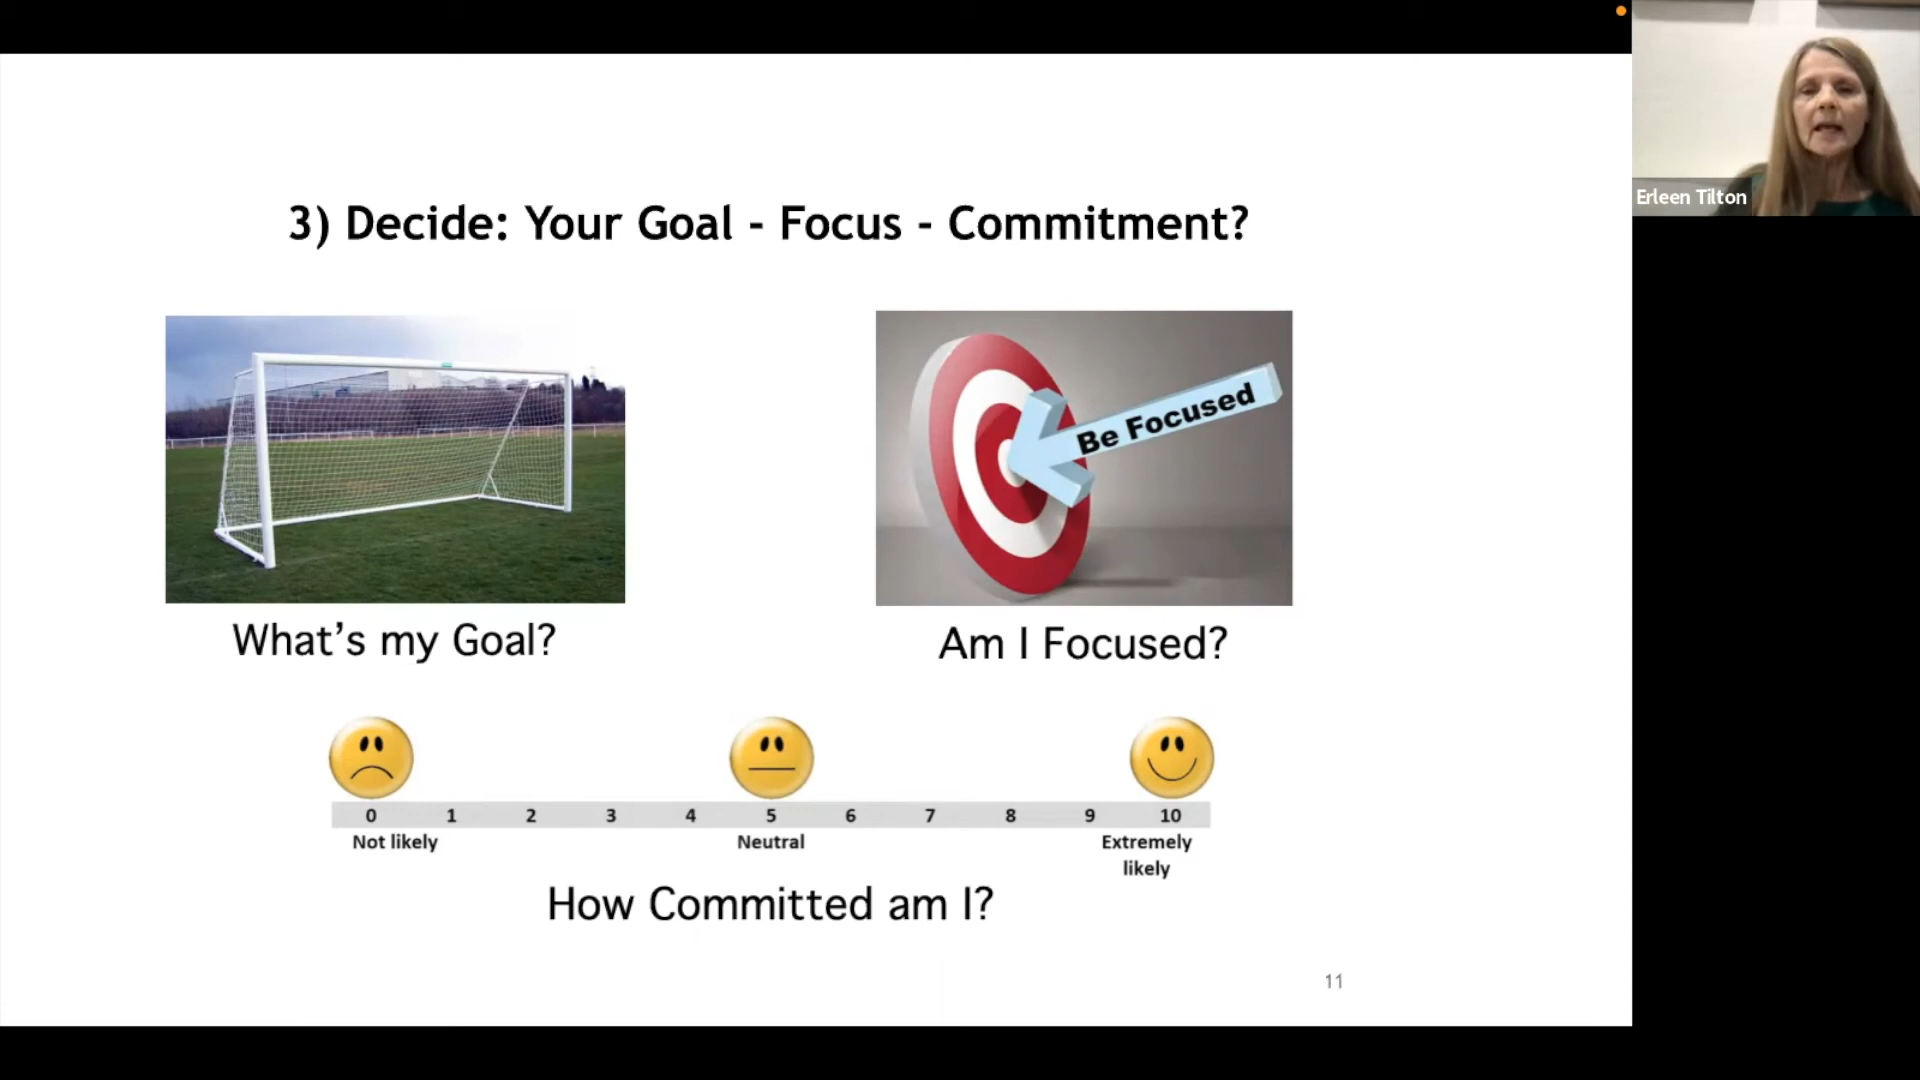 Erleen Tilton
3) Decide: Your Goal - Focus - Commitment?
Be Focused
What's my Goal?
Am I Focused?
0 1 2 3 4 5 6 7 8 9 10
Not likely Neutral Extremely
likely
How Committed am I?
11